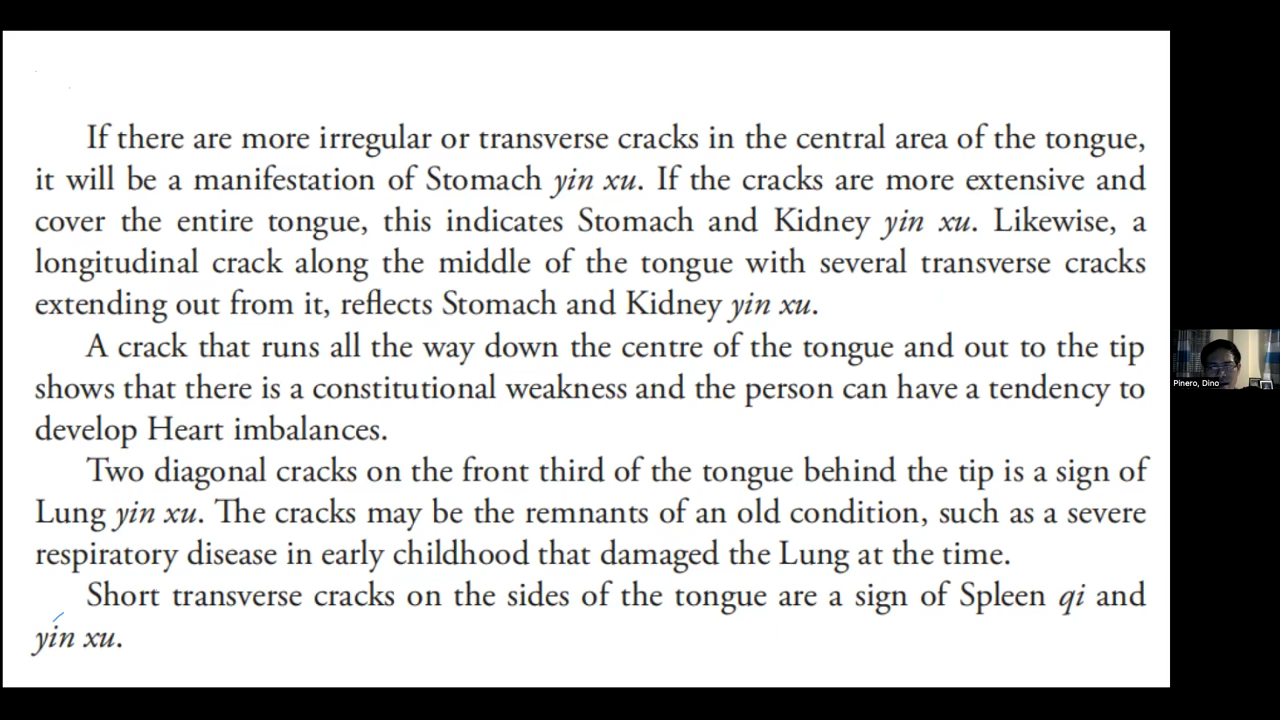 If there are more irregular or transverse cracks in the central area of the tongue,
it will be a manifestation of Stomach yin xu. If the cracks are more extensive and
cover the entire tongue, this indicates Stomach and Kidney yin xu. Likewise, a
longitudinal crack along the middle of the tongue with several transverse cracks
extending out from it, reflects Stomach and Kidney yin xu.
A crack that runs all the way down the centre of the tongue and out to the tip
shows that there is a constitutional weakness and the person can have a tendency to
develop Heart imbalances.
Two diagonal cracks on the front third of the tongue behind the tip is a sign of
Lung yin xu. The cracks may be the remnants of an old condition, such as a severe
respiratory disease in early childhood that damaged the Lung at the time.
Short transverse cracks on the sides of the tongue are a sign of Spleen qi and
yin xu.
Pinero, Dino